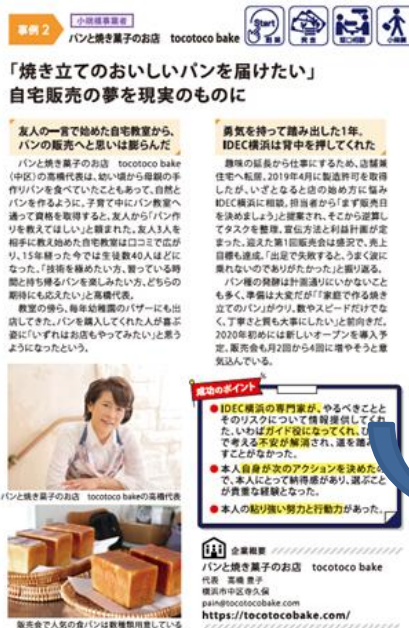 事例 2
小規模事業者
パンと焼き菓子のお店 tocotoco bake
Start
創業
資金
窓口相談
小規模
「焼き立てのおいしいパンを届けたい」
自宅販売の夢を現実のものに
友人の一言で始めた自宅教室から、
パンの販売へと思いは膨らんだ
パンと焼き菓子のお店 tocotoco bake
(中区)の高橋代表は、幼い頃から母親の手
作りパンを食べていたこともあって、自然と
パンを作るように。子育て中にパン教室へ
通って資格を取得すると、友人から「パン作
りを教えてほしい」と頼まれた。友人3人を
相手に教え始めた自宅教室は口コミで広が
り、15年経った今では生徒数40人ほどに
なった。「技術を極めたい方、習っている時
間と持ち帰るパンを楽しみたい方、どちらの
期待にも応えたい」と高橋代表。
教室の傍ら、毎年幼稚園のバザーにも出
店してきた。パンを購入してくれた人が喜ぶ
姿に「いずれはお店もやってみたい」と思う
ようになったという。
パンと焼き菓子のお店 tocotoco bakeの高橋代表
販売会で人気の食パンは数種類用意している
勇気を持って踏み出した1年。
IDEC横浜は背中を押してくれた
趣味の延長から仕事にするため、店舗兼
住宅へ転居。2019年4月に製造許可を取得
したが、いざとなると店の始め方に悩み
IDEC横浜に相談。担当者から「まず販売日
を決めましょう」と提案され、そこから逆算し
てタスクを整理。宣伝方法と利益計画が定
まった。迎えた第1回販売会は盛況で、売上
目標も達成。「出足で失敗すると、うまく波に
乗れないのでありがたかった」と振り返る。
パン種の発酵は計画通りにいかないこと
も多く、準備は大変だが「『家庭で作る焼き
立てのパン』がウリ。数やスピードだけでな
く、丁寧さと質も大事にしたい」と前向きだ。
2020年初めには新しいオーブンを導入予
定。販売会も月2回から4回に増やそうと意
気込んでいる。
成功のポイント
●IDEC横浜の専門家が、やるべきことと
そのリスクについて情報提供してくれ
た。いわばガイド役になってくれ、
で考える不安が解消され、道を踏み
すことがなかった。
●本人自身が次のアクションを決めた
で、本人にとって納得感があり、選ぶこと
が貴重な経験となった。
●本人の粘り強い努力と行動力があった。
企業概要
パンと焼き菓子のお店 tocotoco bake
代表 高橋 豊子
横浜市中区寺久保
pain@tocotocobake.com
https://tocotocobake.com/